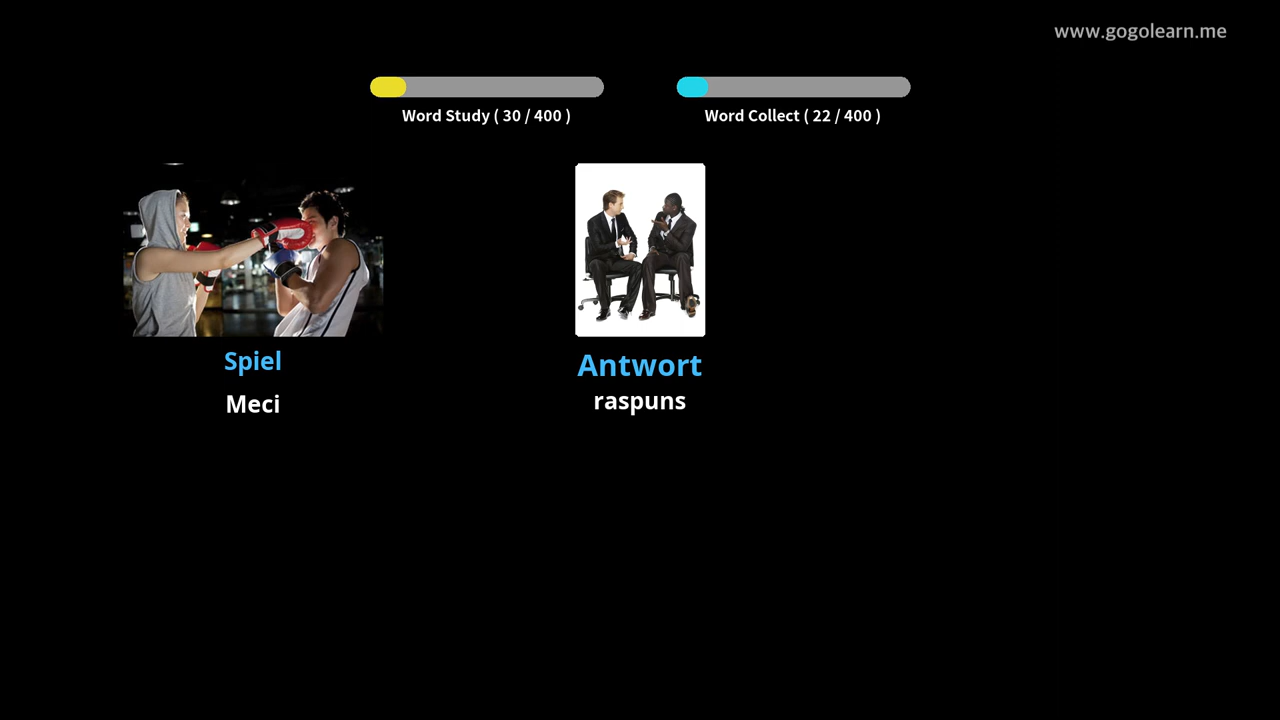 www.gogolearn.me
Word Study ( 30 / 400 )
Word Collect ( 22 / 400 )
Spiel
Meci
Antwort
raspuns